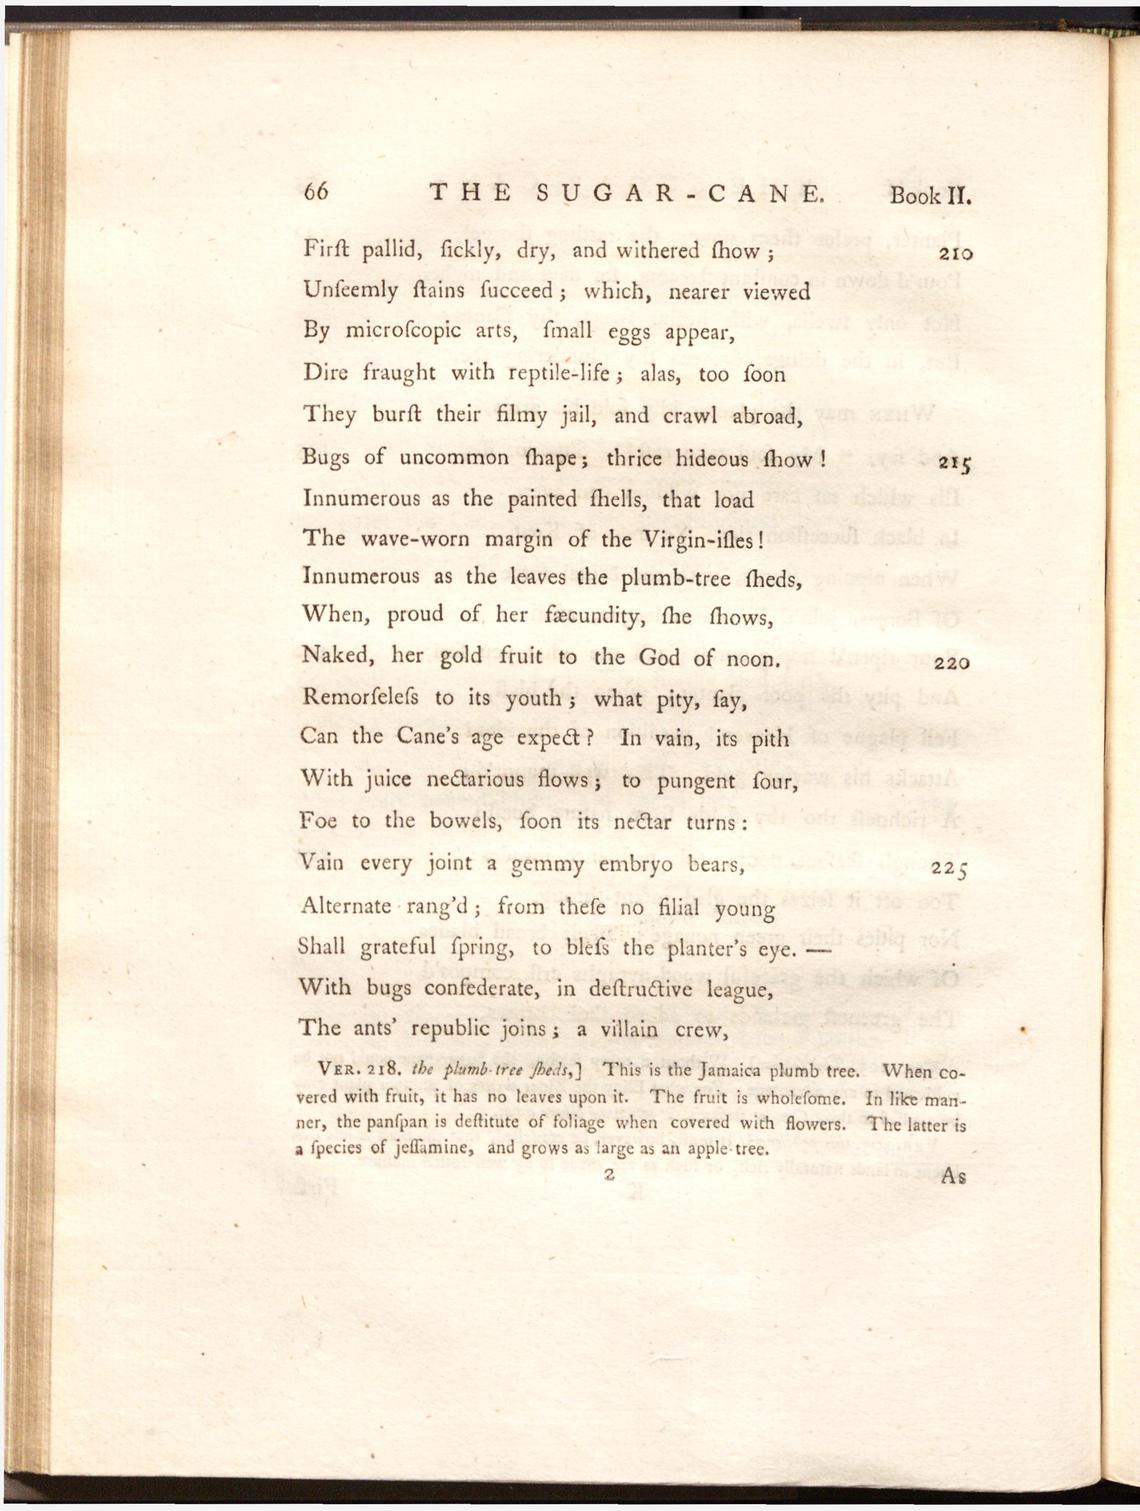 66 THE SUGAR-CANE. Book II.
Firſt pallid, ſickly, dry, and withered ſhow; 210
Unſeemly ſtains ſucceed; which, nearer viewed
By microſcopic arts, ſmall eggs appear,
Dire fraught with reptile-life; alas, too ſoon
They burſt their filmy jail, and crawl abroad,
Bugs of uncommon ſhape; thrice hideous ſhow! 215
Innumerous as the painted ſhells, that load
The wave-worn margin of the Virgin-iſles!
Innumerous as the leaves the plumb-tree ſheds,
When, proud of her fæcundity, ſhe ſhows,
Naked, her gold fruit to the God of noon. 220
Remorſeleſs to its youth; what pity, ſay,
Can the Cane's age expect? In vain, its pith
With juice nectarious flows; to pungent ſour,
Foe to the bowels, ſoon its nectar turns:
Vain every joint a gemmy embryo bears, 225
Alternate rang'd; from theſe no filial young
Shall grateful ſpring, to bleſs the planter's eye. —
With bugs confederate, in deſtructive league,
The ants' republic joins; a villain crew,
VER. 218. the plumb-tree ſheds,] This is the Jamaica plumb tree. When co-
vered with fruit, it has no leaves upon it. The fruit is wholeſome. In like man-
ner, the panſpan is deſtitute of foliage when covered with flowers. The latter is
a ſpecies of jeſſamine, and grows as large as an apple-tree.
2 As